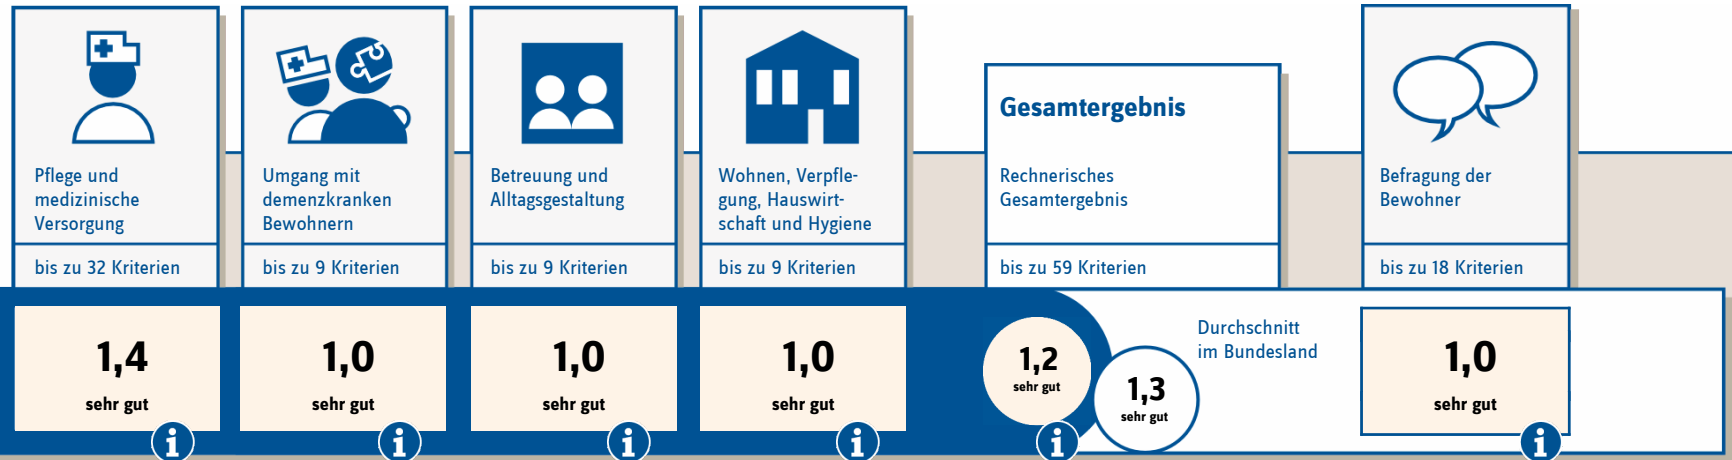 Pflege und
medizinische
Versorgung
bis zu 32 Kriterien
1,4
sehr gut
i
Umgang mit
demenzkranken
Bewohnern
bis zu 9 Kriterien
1,0
sehr gut
i
Betreuung und
Alltagsgestaltung
bis zu 9 Kriterien
1,0
sehr gut
i
Wohnen, Verpfle-
gung, Hauswirt-
schaft und Hygiene
bis zu 9 Kriterien
1,0
sehr gut
i
Gesamtergebnis
Rechnerisches
Gesamtergebnis
bis zu 59 Kriterien
1,2
sehr gut
i
Durchschnitt
im Bundesland
1,3
sehr gut
Befragung der
Bewohner
bis zu 18 Kriterien
1,0
sehr gut
i